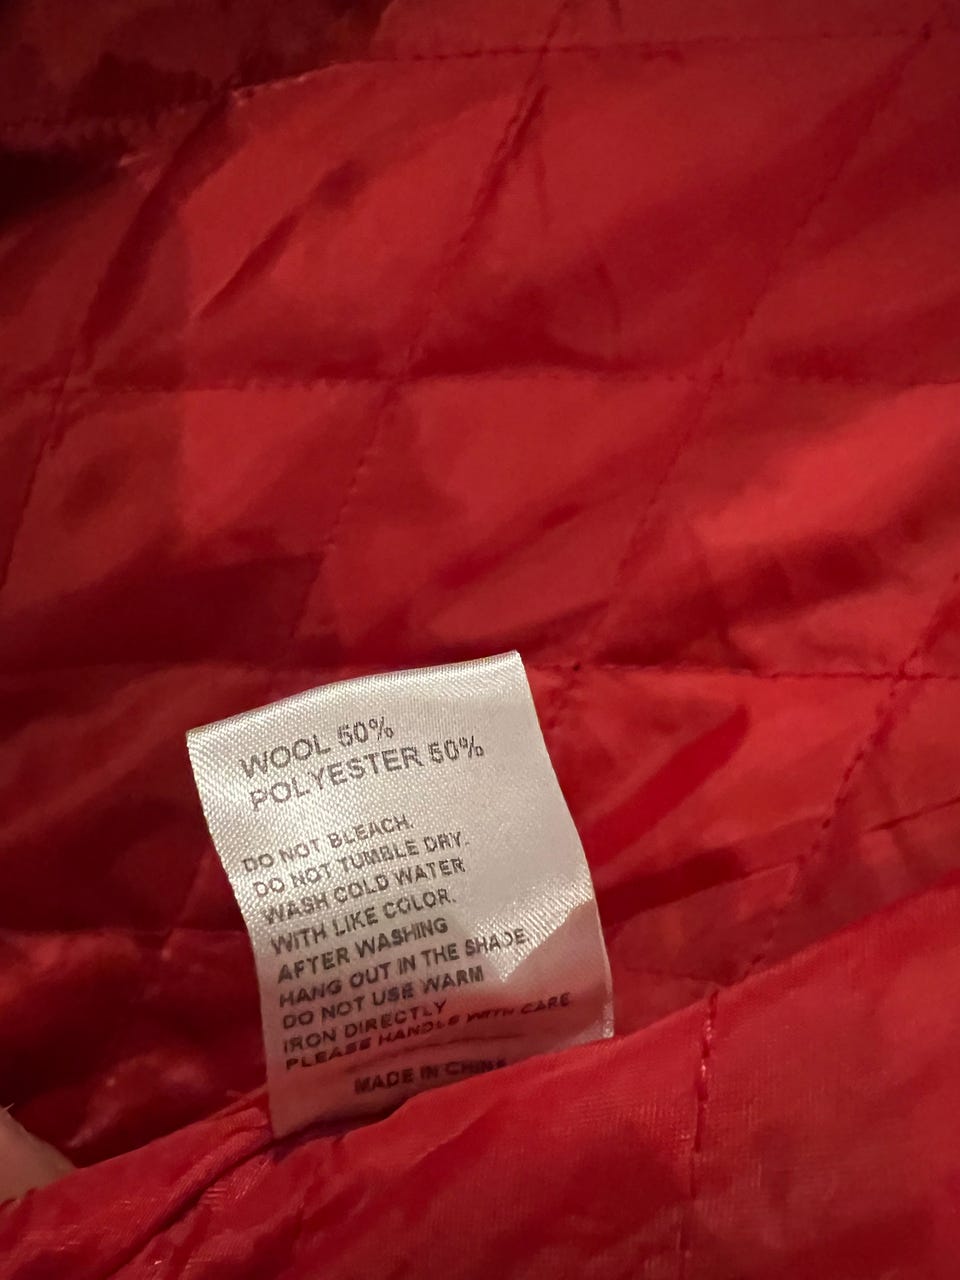 WOOL 50%
POLYESTER 50%
DO NOT BLEACH.
DO NOT TUMBLE DRY.
WASH COLD WATER
WITH LIKE COLOR.
AFTER WASHING
HANG OUT IN THE SHADE.
DO NOT USE WARM
IRON DIRECTLY
PLEASE HANDLE WITH CARE
MADE IN CHINA